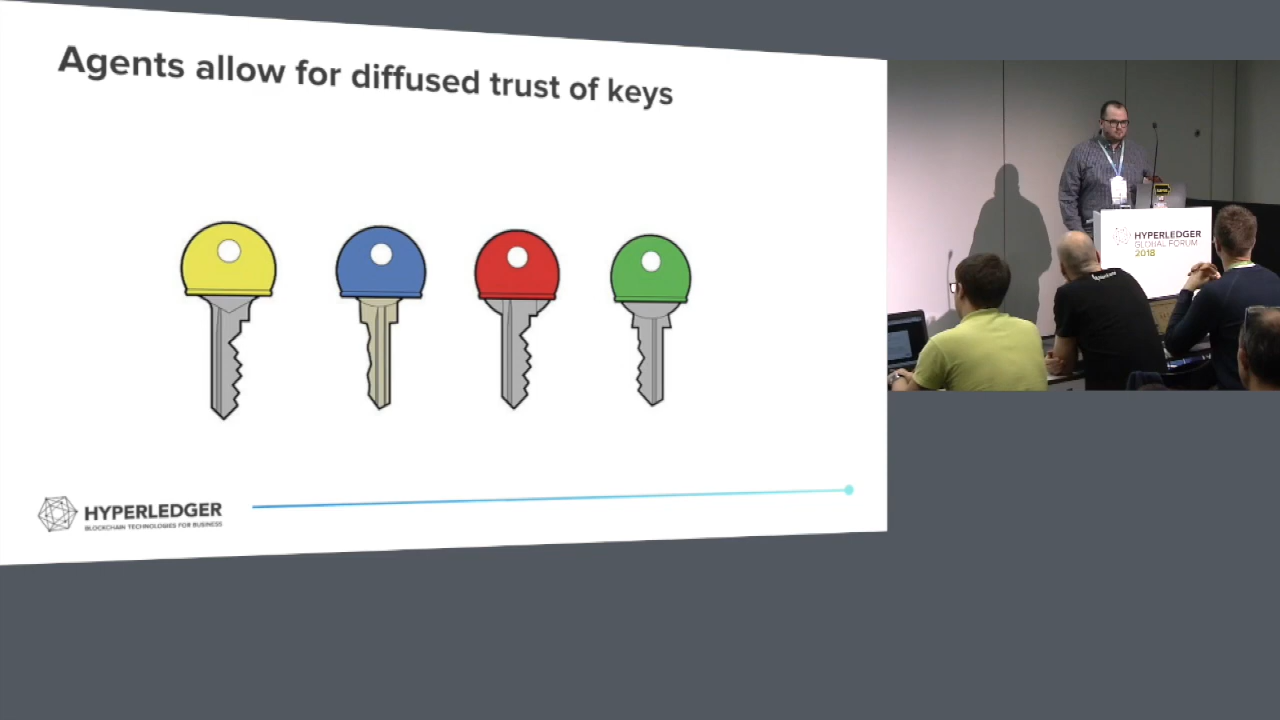 Agents allow for diffused trust of keys
HYPERLEDGER
BLOCKCHAIN TECHNOLOGIES FOR BUSINESS
HYPERLEDGER
GLOBAL FORUM
2018